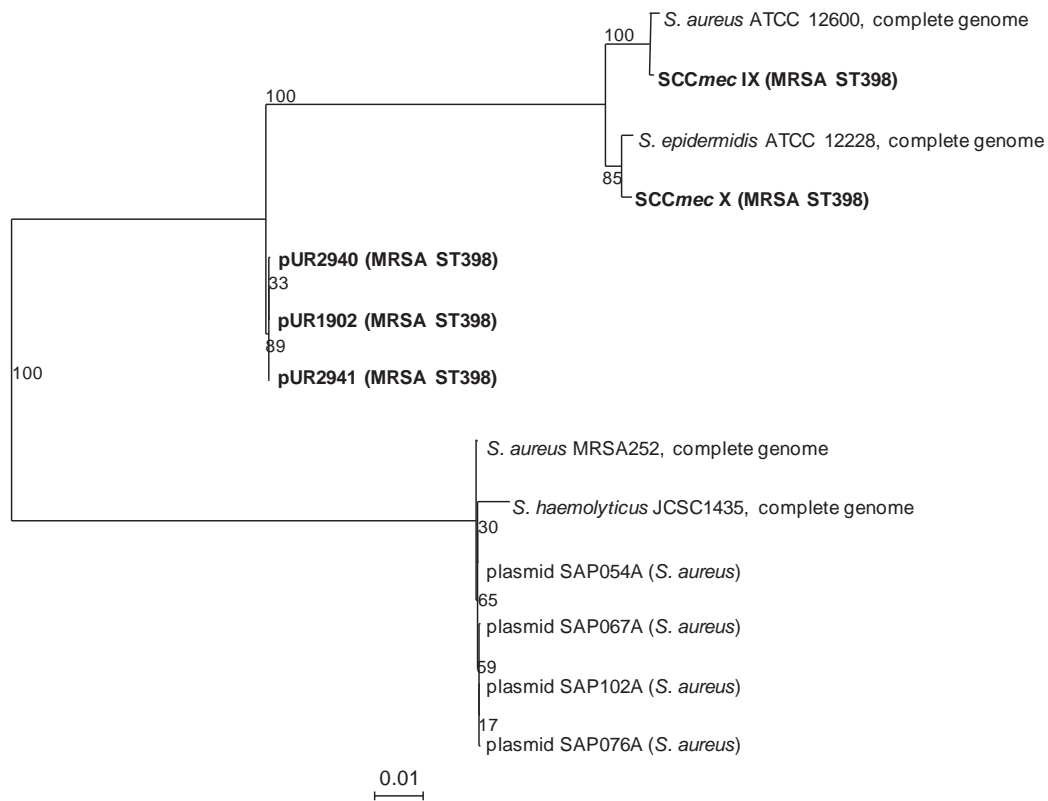 S. aureus ATCC 12600, complete genome
100
SCCmec IX (MRSA ST398)
100
S. epidermidis ATCC 12228, complete genome
85
SCCmec X (MRSA ST398)
pUR2940 (MRSA ST398)
33
pUR1902 (MRSA ST398)
89
pUR2941 (MRSA ST398)
100
S. aureus MRSA252, complete genome
S. haemolyticus JCSC1435, complete genome
30
plasmid SAP054A (S. aureus)
65
plasmid SAP067A (S. aureus)
59
plasmid SAP102A (S. aureus)
17
plasmid SAP076A (S. aureus)
0.01